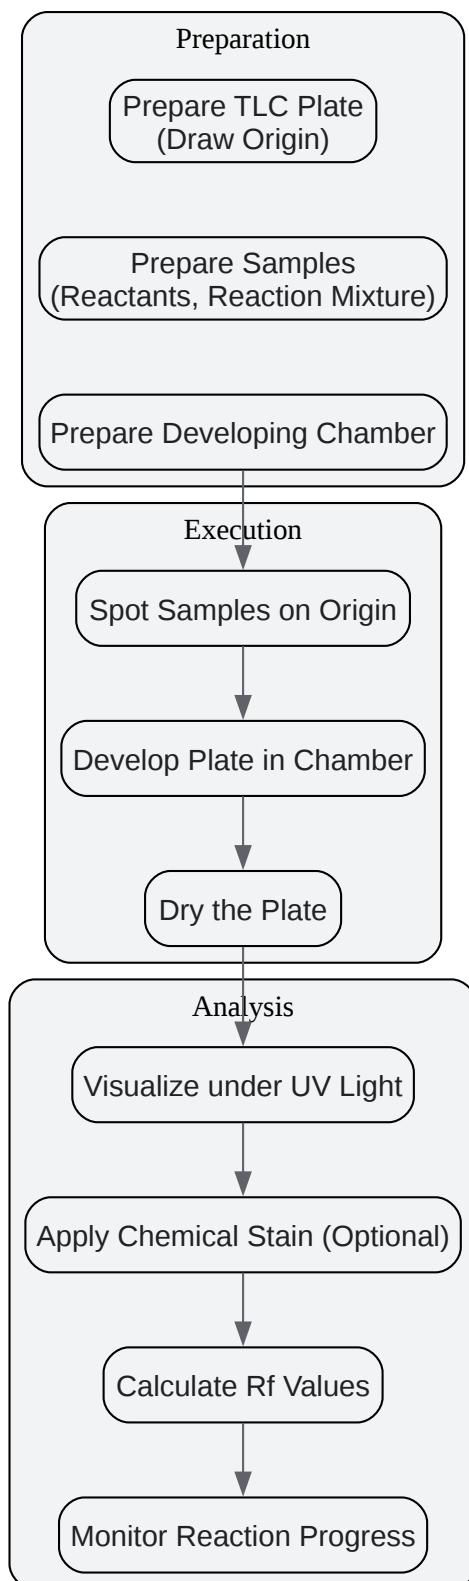 Preparation
Prepare TLC Plate
(Draw Origin)
Prepare Samples
(Reactants, Reaction Mixture)
Prepare Developing Chamber
Execution
Spot Samples on Origin
Develop Plate in Chamber
Dry the Plate
Analysis
Visualize under UV Light
Apply Chemical Stain (Optional)
Calculate Rf Values
Monitor Reaction Progress